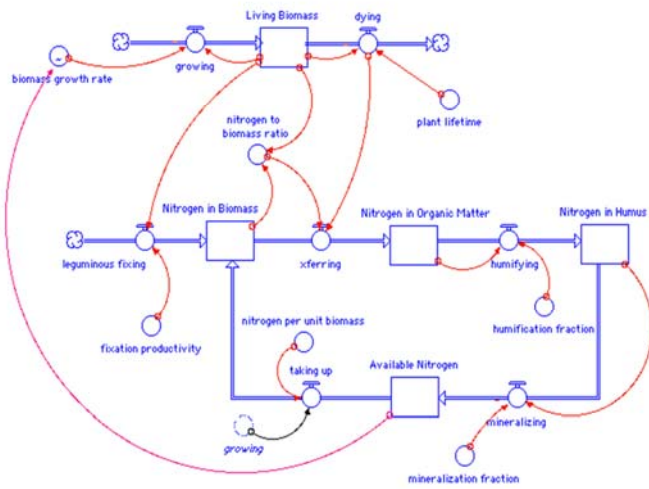 Living Biomass
dying
growing
biomass growth rate
plant lifetime
nitrogen to
biomass ratio
Nitrogen in Biomass
Nitrogen in Organic Matter
Nitrogen in Humus
leguminous fixing
xferring
humifying
fixation productivity
nitrogen per unit biomass
humification fraction
taking up
Available Nitrogen
growing
mineralizing
mineralization fraction